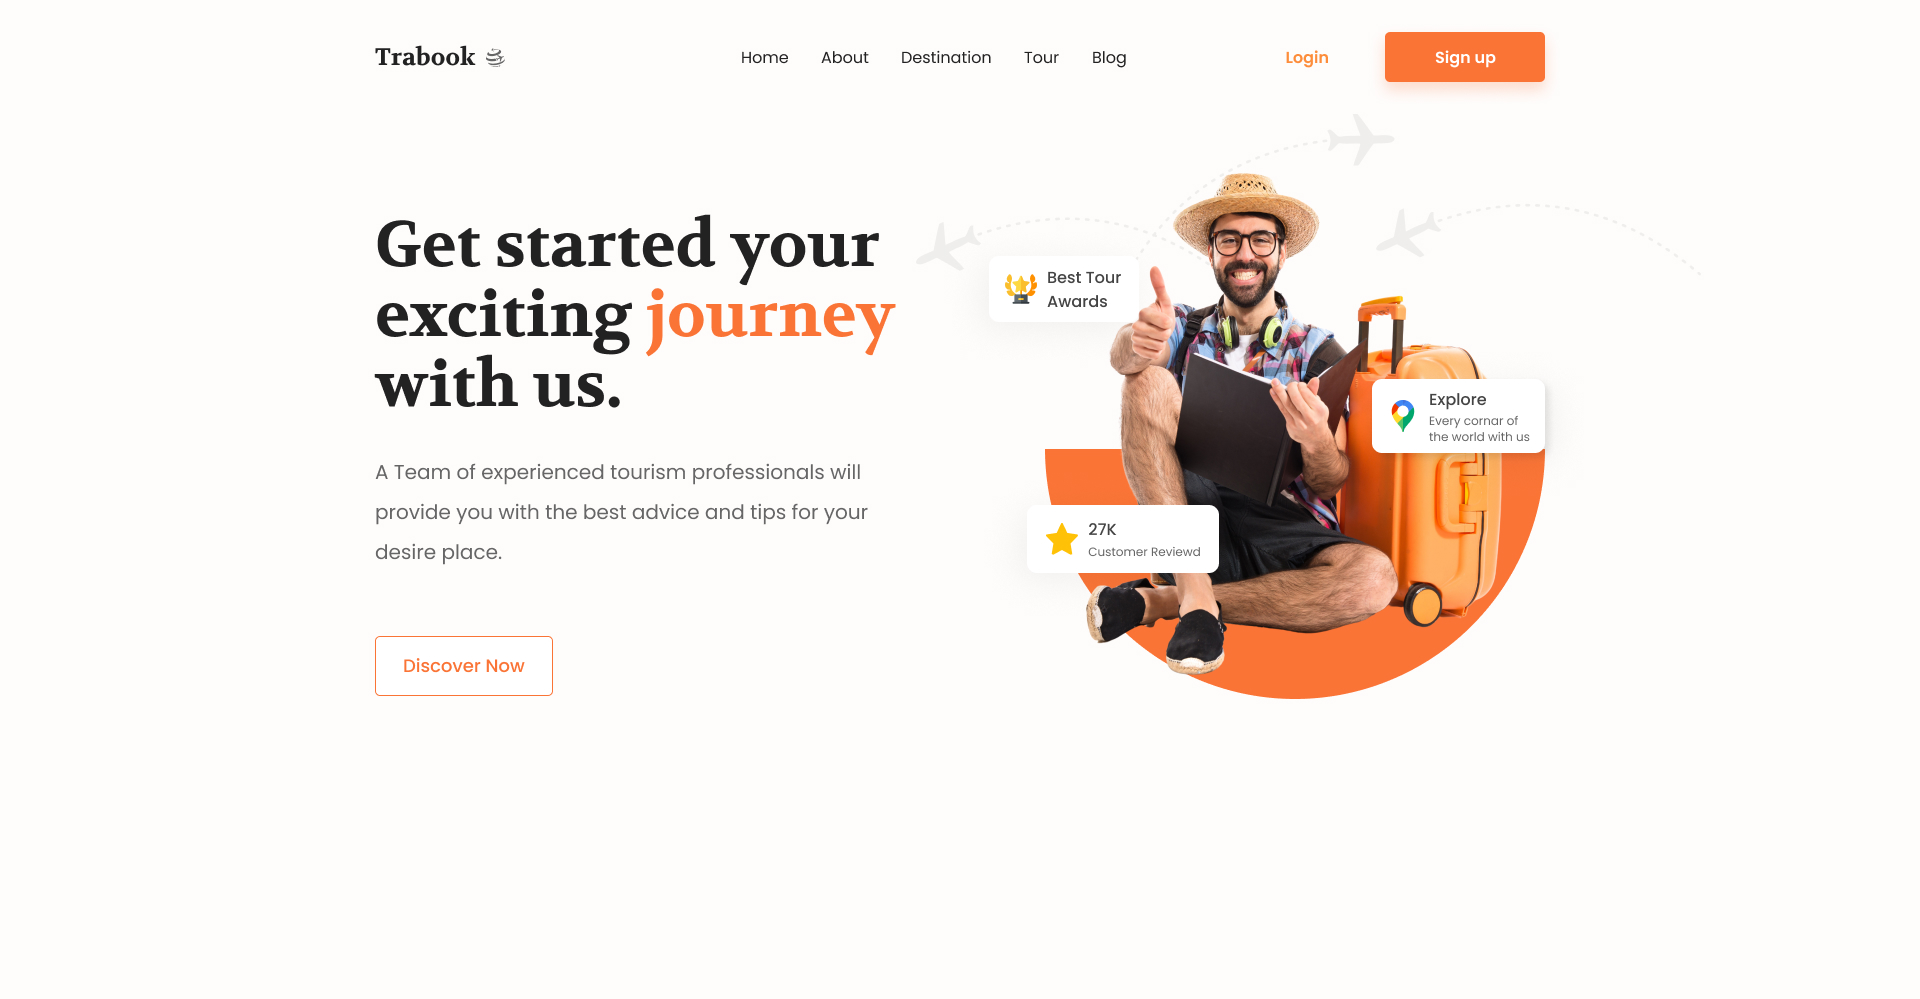 Trabook
Home About Destination Tour Blog
Login
Sign up
Get started your
exciting journey
with us.
A Team of experienced tourism professionals will
provide you with the best advice and tips for your
desire place.
Discover Now
Best Tour
Awards
Explore
Every cornar of
the world with us
27K
Customer Reviewd